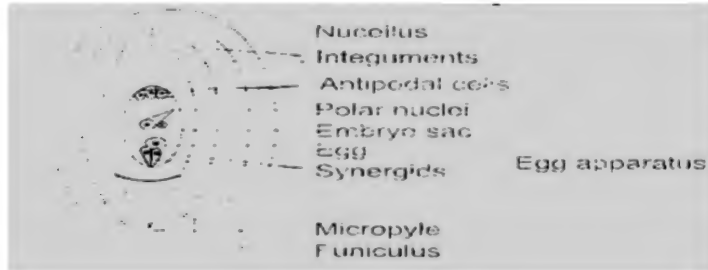 Nucellus
Integuments
Antipodal cells
Polar nuclei
Embryo sac
Egg
Synergids Egg apparatus
Micropyle
Funiculus